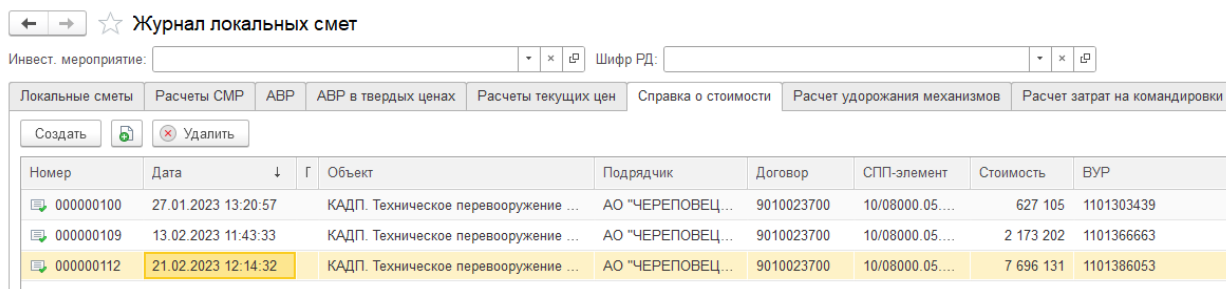 Журнал локальных смет
Инвест. мероприятие: Шифр РД:
Локальные сметы Расчеты СМР АВР АВР в твердых ценах Расчеты текущих цен Справка о стоимости Расчет удорожания механизмов Расчет затрат на командировки
Создать Удалить
Номер Дата ↓ Г Объект Подрядчик Договор СПП-элемент Стоимость ВУР
000000100 27.01.2023 13:20:57 КАДП. Техническое перевооружение ... АО "ЧЕРЕПОВЕЦ... 9010023700 10/08000.05.... 627 105 1101303439
000000109 13.02.2023 11:43:33 КАДП. Техническое перевооружение ... АО "ЧЕРЕПОВЕЦ... 9010023700 10/08000.05.... 2 173 202 1101366663
000000112 21.02.2023 12:14:32 КАДП. Техническое перевооружение ... АО "ЧЕРЕПОВЕЦ... 9010023700 10/08000.05.... 7 696 131 1101386053